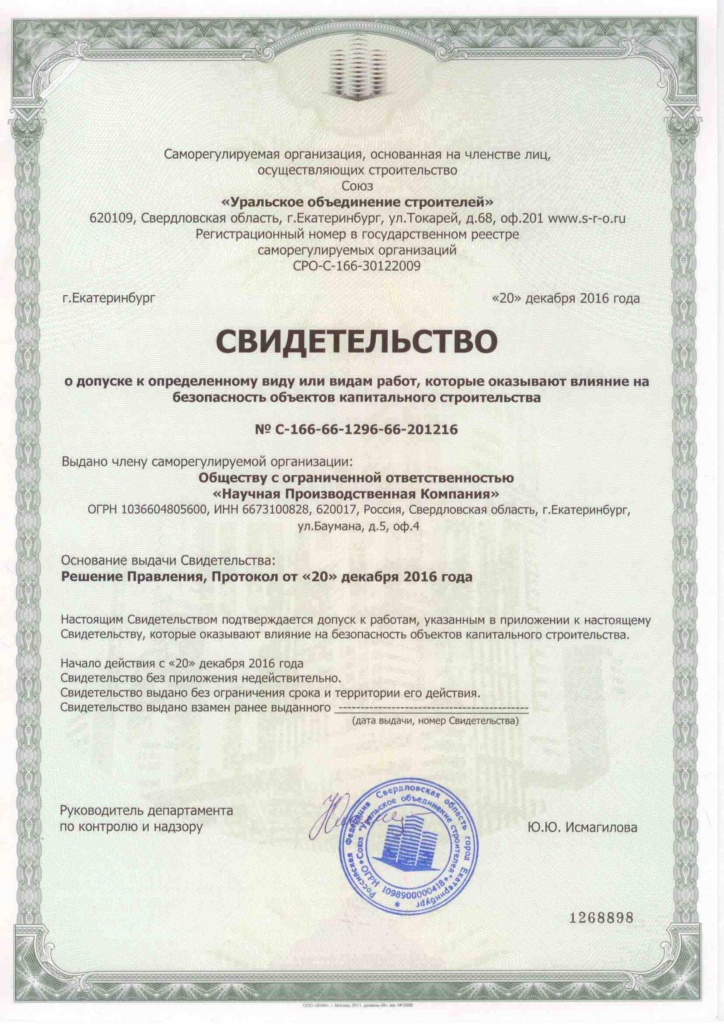 Саморегулируемая организация, основанная на членстве лиц,
осуществляющих строительство
Союз
«Уральское объединение строителей»
620109, Свердловская область, г.Екатеринбург, ул.Токарей, д.68, оф.201 www.s-r-o.ru
Регистрационный номер в государственном реестре
саморегулируемых организаций
СРО-С-166-30122009
г.Екатеринбург «20» декабря 2016 года
СВИДЕТЕЛЬСТВО
о допуске к определенному виду или видам работ, которые оказывают влияние на
безопасность объектов капитального строительства
№ С-166-66-1296-66-201216
Выдано члену саморегулируемой организации:
Обществу с ограниченной ответственностью
«Научная Производственная Компания»
ОГРН 1036604805600, ИНН 6673100828, 620017, Россия, Свердловская область, г.Екатеринбург,
ул.Баумана, д.5, оф.4
Основание выдачи Свидетельства:
Решение Правления, Протокол от «20» декабря 2016 года
Настоящим Свидетельством подтверждается допуск к работам, указанным в приложении к настоящему
Свидетельству, которые оказывают влияние на безопасность объектов капитального строительства.
Начало действия с «20» декабря 2016 года
Свидетельство без приложения недействительно.
Свидетельство выдано без ограничения срока и территории его действия.
Свидетельство выдано взамен ранее выданного
(дата выдачи, номер Свидетельства)
Руководитель департамента
по контролю и надзору
Ю.Ю. Исмагилова
Российская Федерация Свердловская область город Екатеринбург
Союз "Уральское объединение строителей"
ОГРН 1098900000418
1268898